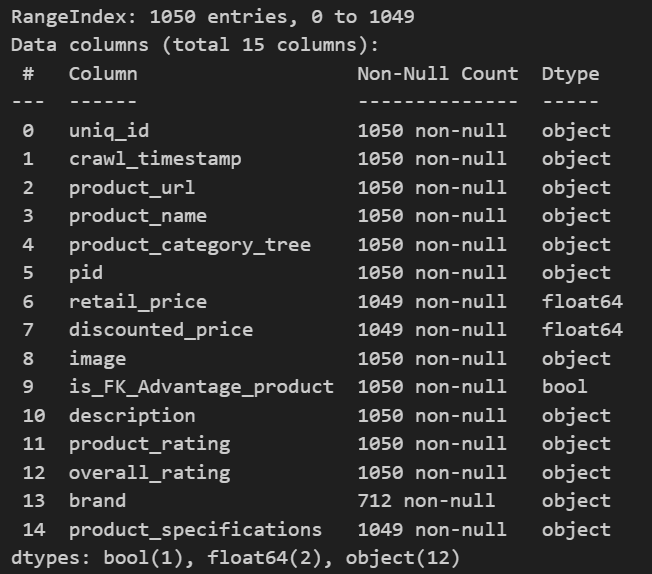 RangeIndex: 1050 entries, 0 to 1049
Data columns (total 15 columns):
 #   Column                   Non-Null Count  Dtype
---  ------                   --------------  -----
 0   uniq_id                  1050 non-null   object
 1   crawl_timestamp          1050 non-null   object
 2   product_url              1050 non-null   object
 3   product_name             1050 non-null   object
 4   product_category_tree    1050 non-null   object
 5   pid                      1050 non-null   object
 6   retail_price             1049 non-null   float64
 7   discounted_price         1049 non-null   float64
 8   image                    1050 non-null   object
 9   is_FK_Advantage_product  1050 non-null   bool
 10  description              1050 non-null   object
 11  product_rating           1050 non-null   object
 12  overall_rating           1050 non-null   object
 13  brand                    712 non-null    object
 14  product_specifications   1049 non-null   object
dtypes: bool(1), float64(2), object(12)